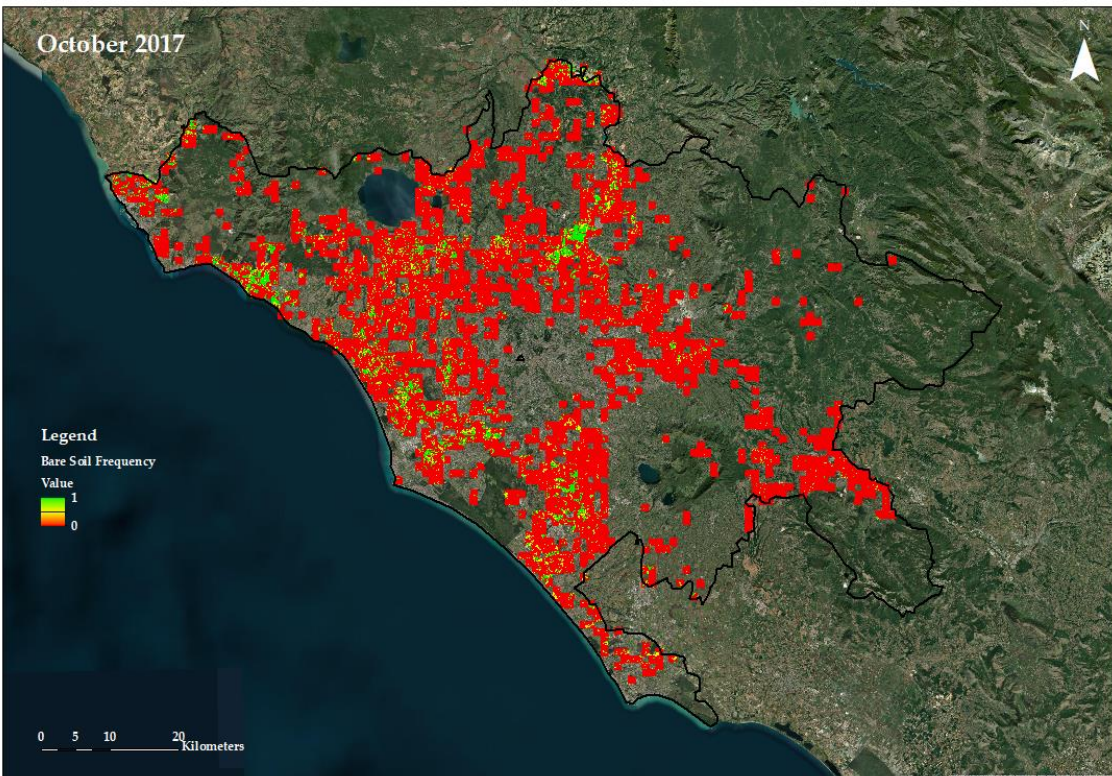 October 2017
N
Legend
Bare Soil Frequency
Value
1
0
0 5 10 20
Kilometers